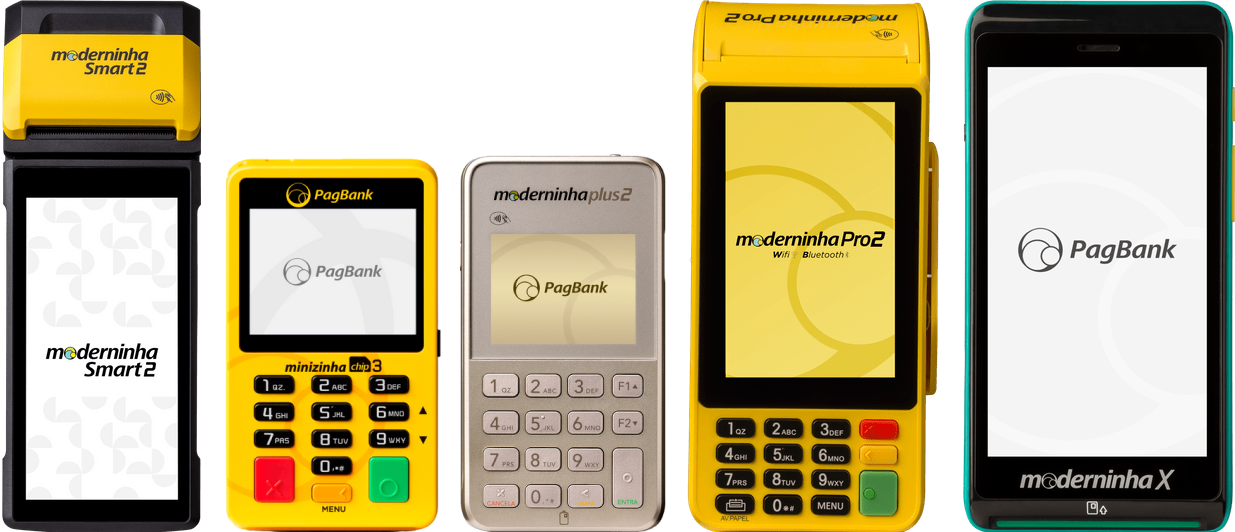 moderninha
Smart 2
moderninha
Smart 2
PagBank
PagBank
minizinha chip 3
1 QZ. 2 ABC 3 DEF
4 GHI 5 JKL 6 MNO
7 PRS 8 TUV 9 WXY
0,*#
MENU
moderninha plus 2
PagBank
1 QZ 2 ABC 3 DEF F1
4 GHI 5 JKL 6 MNO F2
7 PRS 8 TUV 9 WXY
CANCELA 0 .*# ENTRA
moderninha Pro 2
moderninha Pro 2
Wifi | Bluetooth
1 QZ 2 ABC 3 DEF
4 GHI 5 JKL 6 MNO
7 PRS 8 TUV 9 WXY
AV.PAPEL 0 *# MENU
PagBank
moderninha X